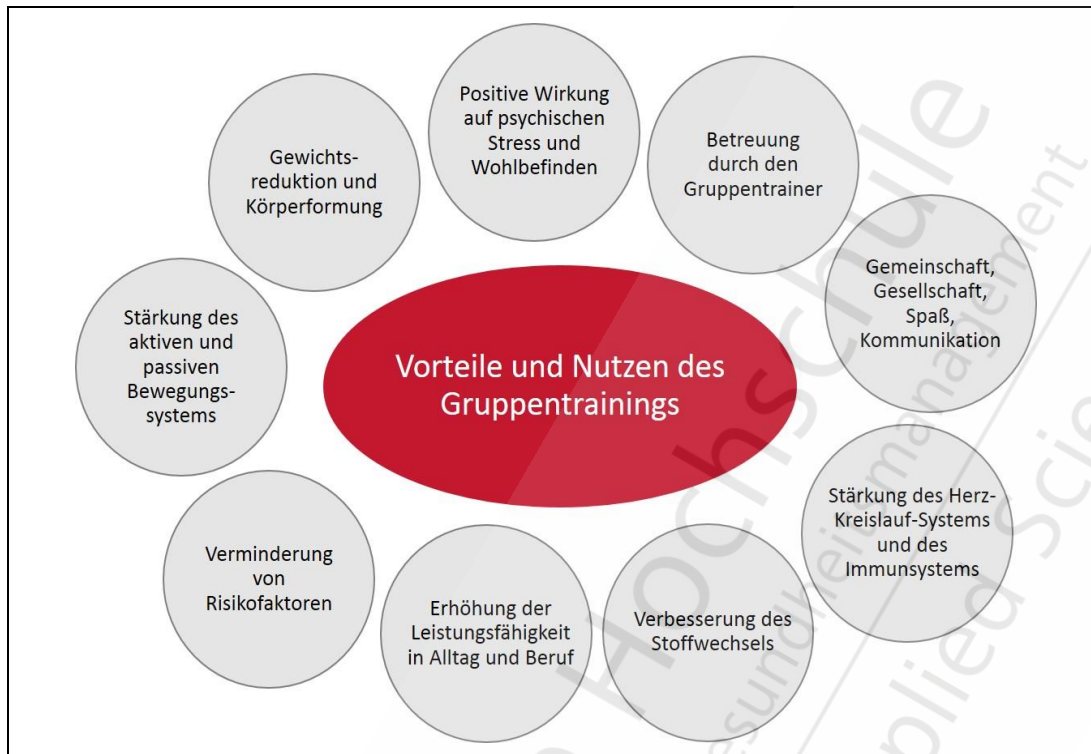 Positive Wirkung
auf psychischen
Stress und
Wohlbefinden
Betreuung
durch den
Gruppentrainer
Gemeinschaft,
Gesellschaft,
Spaß,
Kommunikation
Stärkung des Herz-
Kreislauf-Systems
und des
Immunsystems
Verbesserung des
Stoffwechsels
Erhöhung der
Leistungsfähigkeit
in Alltag und Beruf
Verminderung
von
Risikofaktoren
Stärkung des
aktiven und
passiven
Bewegungs-
systems
Gewichts-
reduktion und
Körperformung
Vorteile und Nutzen des
Gruppentrainings
Hochschule